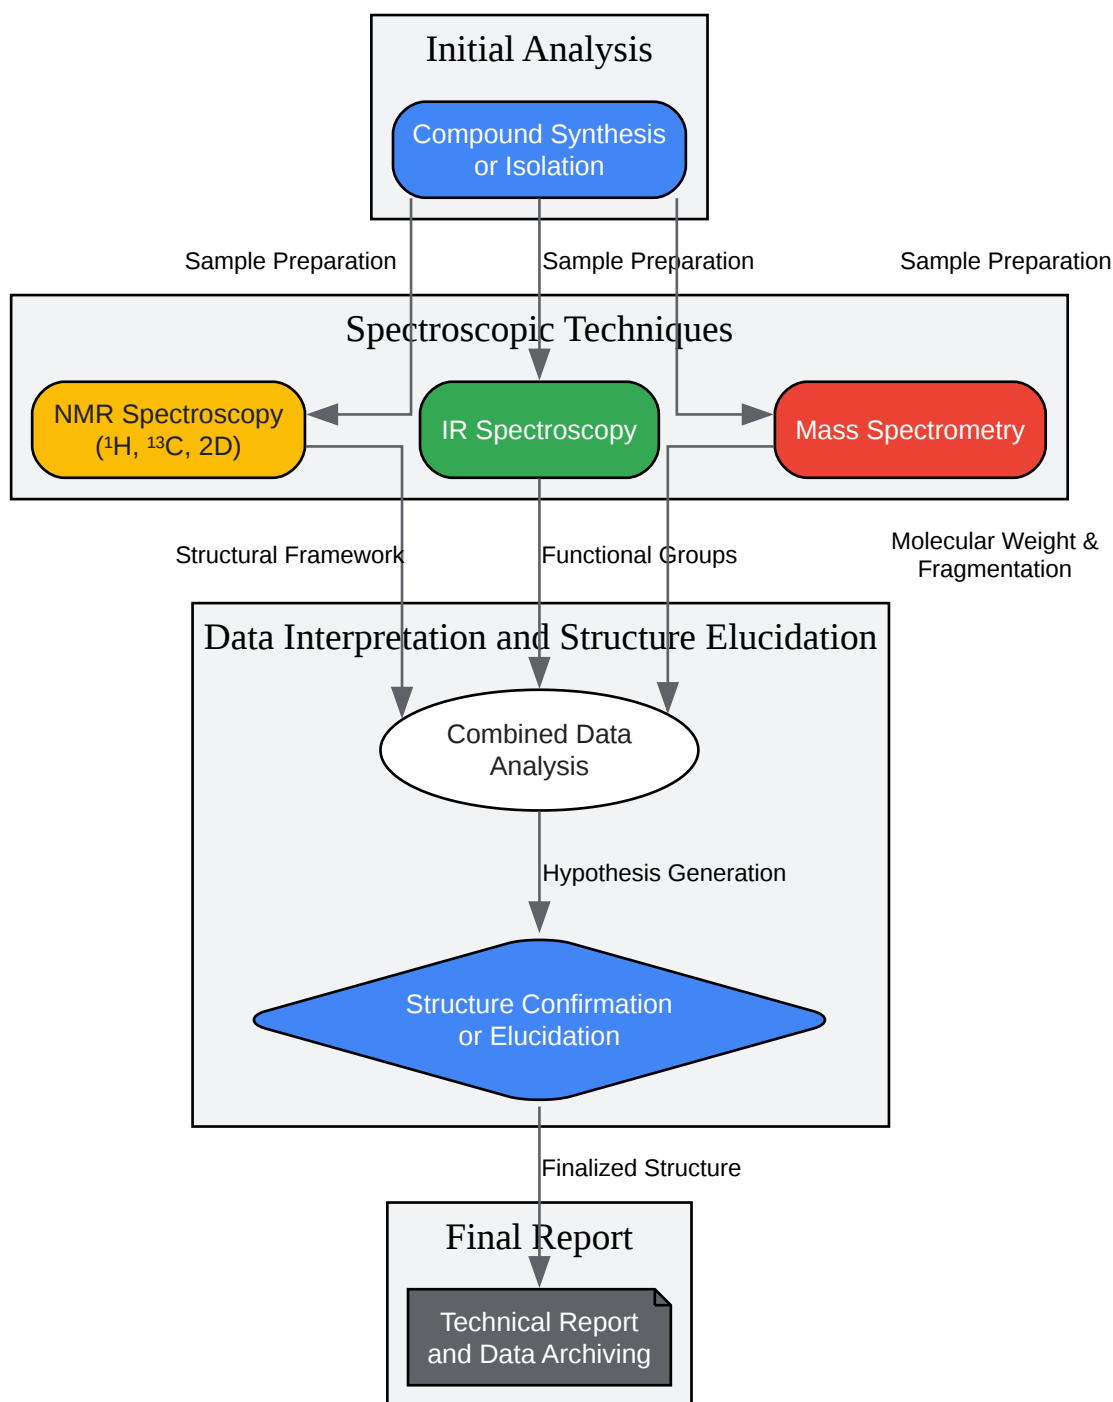 Initial Analysis
Compound Synthesis
or Isolation
Sample Preparation
Sample Preparation
Sample Preparation
Spectroscopic Techniques
NMR Spectroscopy
(¹H, ¹³C, 2D)
IR Spectroscopy
Mass Spectrometry
Structural Framework
Functional Groups
Molecular Weight &
Fragmentation
Data Interpretation and Structure Elucidation
Combined Data
Analysis
Hypothesis Generation
Structure Confirmation
or Elucidation
Finalized Structure
Final Report
Technical Report
and Data Archiving